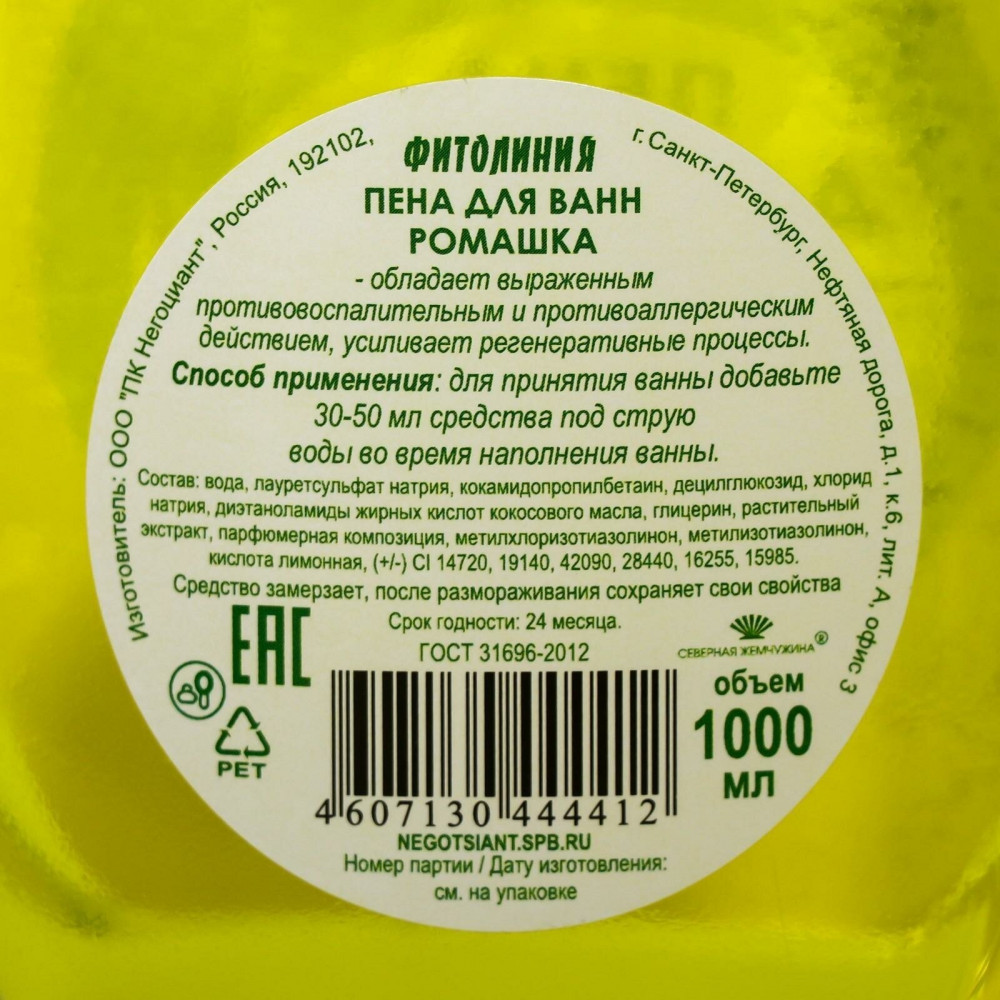 Изготовитель: ООО "ПК Негоциант", Россия, 192102,
г. Санкт-Петербург, Нефтяная дорога, д.1, к.6, лит. А, офис 3
ФИТОЛИНИЯ
ПЕНА ДЛЯ ВАНН
РОМАШКА
- обладает выраженным
противовоспалительным и противоаллергическим
действием, усиливает регенеративные процессы.
Способ применения: для принятия ванны добавьте
30-50 мл средства под струю
воды во время наполнения ванны.
Состав: вода, лауретсульфат натрия, кокамидопропилбетаин, децилглюкозид, хлорид
натрия, диэтаноламиды жирных кислот кокосового масла, глицерин, растительный
экстракт, парфюмерная композиция, метилхлоризотиазолинон, метилизотиазолинон,
кислота лимонная, (+/-) CI 14720, 19140, 42090, 28440, 16255, 15985.
Средство замерзает, после размораживания сохраняет свои свойства
Срок годности: 24 месяца.
ГОСТ 31696-2012
EAC
СЕВЕРНАЯ ЖЕМЧУЖИНА®
PET
объем
1000
мл
4 607130 444412
NEGOTSIANT.SPB.RU
Номер партии / Дату изготовления:
см. на упаковке